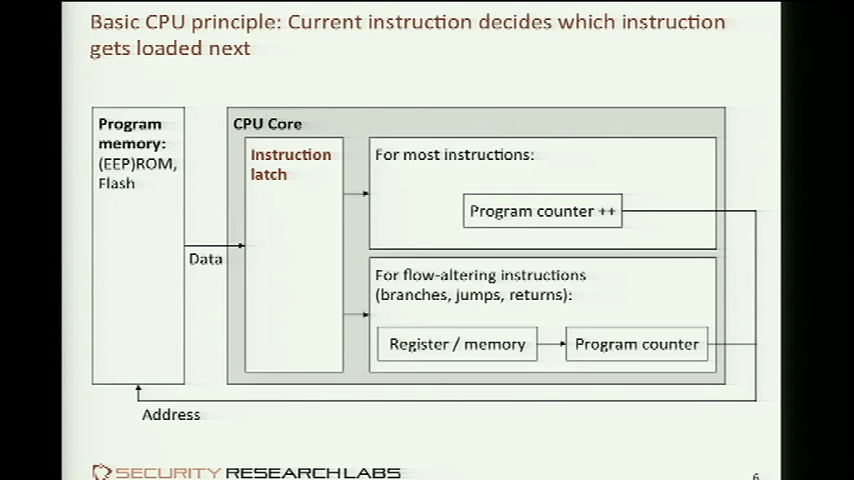 Basic CPU principle: Current instruction decides which instruction
gets loaded next
Program
memory:
(EEP)ROM,
Flash
CPU Core
Instruction
latch
For most instructions:
Program counter ++
Data
For flow-altering instructions
(branches, jumps, returns):
Register / memory
Program counter
Address
SECURITY RESEARCH LABS
6